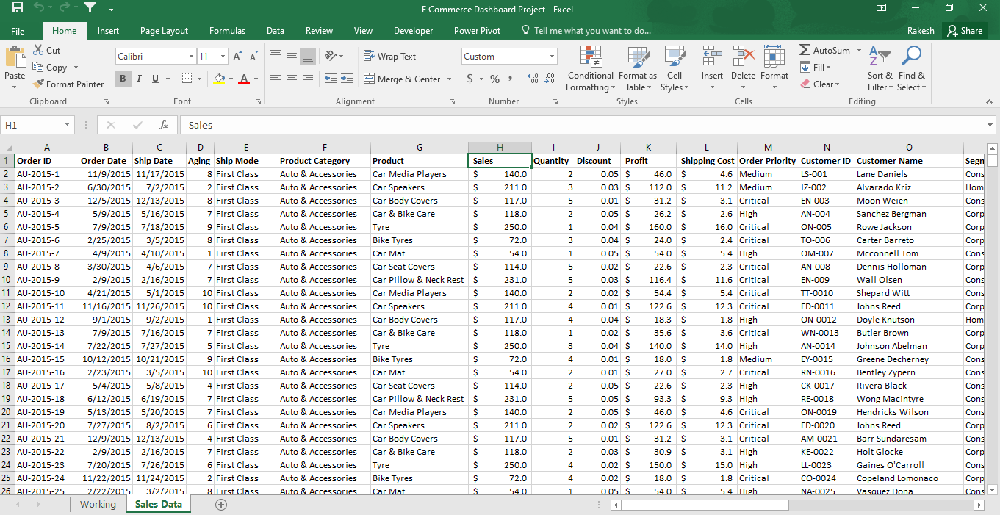 E Commerce Dashboard Project - Excel
File Home Insert Page Layout Formulas Data Review View Developer Power Pivot Tell me what you want to do... Rakesh Share
Paste Cut Copy Format Painter Clipboard
Calibri 11 A A B I U A Font
Wrap Text Merge & Center Alignment
Custom $ % , .0 .00 .00 .0 Number
Conditional Formatting Format as Table Cell Styles Styles
Insert Delete Format Cells
AutoSum Fill Clear Sort & Filter Find & Select Editing
H1 fx Sales
A B C D E F G H I J K L M N O
1 Order ID Order Date Ship Date Aging Ship Mode Product Category Product Sales Quantity Discount Profit Shipping Cost Order Priority Customer ID Customer Name Segn
2 AU-2015-1 11/9/2015 11/17/2015 8 First Class Auto & Accessories Car Media Players $ 140.0 2 0.05 $ 46.0 $ 4.6 Medium LS-001 Lane Daniels Cons
3 AU-2015-2 6/30/2015 7/2/2015 2 First Class Auto & Accessories Car Speakers $ 211.0 3 0.03 $ 112.0 $ 11.2 Medium IZ-002 Alvarado Kriz Hom
4 AU-2015-3 12/5/2015 12/13/2015 8 First Class Auto & Accessories Car Body Covers $ 117.0 5 0.01 $ 31.2 $ 3.1 Critical EN-003 Moon Weien Cons
5 AU-2015-4 5/9/2015 5/16/2015 7 First Class Auto & Accessories Car & Bike Care $ 118.0 2 0.05 $ 26.2 $ 2.6 High AN-004 Sanchez Bergman Corp
6 AU-2015-5 7/9/2015 7/18/2015 9 First Class Auto & Accessories Tyre $ 250.0 1 0.04 $ 160.0 $ 16.0 Critical ON-005 Rowe Jackson Corp
7 AU-2015-6 2/25/2015 3/5/2015 8 First Class Auto & Accessories Bike Tyres $ 72.0 3 0.04 $ 24.0 $ 2.4 Critical TO-006 Carter Barreto Corp
8 AU-2015-7 4/9/2015 4/10/2015 1 First Class Auto & Accessories Car Mat $ 54.0 1 0.05 $ 54.0 $ 5.4 High OM-007 Mcconnell Tom Cons
9 AU-2015-8 3/30/2015 4/6/2015 7 First Class Auto & Accessories Car Seat Covers $ 114.0 5 0.02 $ 22.6 $ 2.3 Critical AN-008 Dennis Holloman Corp
10 AU-2015-9 2/9/2015 2/16/2015 7 First Class Auto & Accessories Car Pillow & Neck Rest $ 231.0 5 0.03 $ 116.4 $ 11.6 Critical EN-009 Wall Olsen Cons
11 AU-2015-10 4/21/2015 5/1/2015 10 First Class Auto & Accessories Car Media Players $ 140.0 2 0.02 $ 54.4 $ 5.4 Critical TT-0010 Shepard Witt Cons
12 AU-2015-11 11/16/2015 11/26/2015 10 First Class Auto & Accessories Car Speakers $ 211.0 4 0.01 $ 122.6 $ 12.3 Critical ED-0011 Johns Reed Corp
13 AU-2015-12 9/1/2015 9/2/2015 1 First Class Auto & Accessories Car Body Covers $ 117.0 4 0.04 $ 18.3 $ 1.8 High ON-0012 Doyle Knutson Hom
14 AU-2015-13 7/9/2015 7/16/2015 7 First Class Auto & Accessories Car & Bike Care $ 118.0 1 0.02 $ 35.6 $ 3.6 Critical WN-0013 Butler Brown Corp
15 AU-2015-14 7/22/2015 7/27/2015 5 First Class Auto & Accessories Tyre $ 250.0 3 0.04 $ 140.0 $ 14.0 High AN-0014 Johnson Abelman Corp
16 AU-2015-15 10/12/2015 10/21/2015 9 First Class Auto & Accessories Bike Tyres $ 72.0 4 0.01 $ 18.0 $ 1.8 Medium EY-0015 Greene Decherney Corp
17 AU-2015-16 2/23/2015 3/5/2015 10 First Class Auto & Accessories Car Mat $ 54.0 2 0.01 $ 27.0 $ 2.7 Critical RN-0016 Bentley Zypern Cons
18 AU-2015-17 5/4/2015 5/8/2015 4 First Class Auto & Accessories Car Seat Covers $ 114.0 2 0.05 $ 22.6 $ 2.3 High CK-0017 Rivera Black Cons
19 AU-2015-18 6/12/2015 6/19/2015 7 First Class Auto & Accessories Car Pillow & Neck Rest $ 231.0 5 0.05 $ 93.3 $ 9.3 High RE-0018 Wong Macintyre Cons
20 AU-2015-19 5/13/2015 5/20/2015 7 First Class Auto & Accessories Car Media Players $ 140.0 2 0.05 $ 46.0 $ 4.6 Critical ON-0019 Hendricks Wilson Cons
21 AU-2015-20 7/27/2015 8/2/2015 6 First Class Auto & Accessories Car Speakers $ 211.0 2 0.02 $ 122.6 $ 12.3 Critical ED-0020 Johns Reed Corp
22 AU-2015-21 12/9/2015 12/13/2015 4 First Class Auto & Accessories Car Body Covers $ 117.0 5 0.01 $ 31.2 $ 3.1 Critical AM-0021 Barr Sundaresam Cons
23 AU-2015-22 2/9/2015 2/16/2015 7 First Class Auto & Accessories Car & Bike Care $ 118.0 2 0.03 $ 30.9 $ 3.1 High KE-0022 Holt Glocke Corp
24 AU-2015-23 7/20/2015 7/26/2015 6 First Class Auto & Accessories Tyre $ 250.0 4 0.02 $ 150.0 $ 15.0 High LL-0023 Gaines O'Carroll Cons
25 AU-2015-24 11/22/2015 11/24/2015 2 First Class Auto & Accessories Bike Tyres $ 72.0 4 0.02 $ 18.0 $ 1.8 Critical CO-0024 Copeland Lomonaco Corp
26 AU-2015-25 2/22/2015 3/2/2015 8 First Class Auto & Accessories Car Mat $ 54.0 1 0.05 $ 54.0 $ 5.4 High NA-0025 Vasquez Dona Cons
Working Sales Data